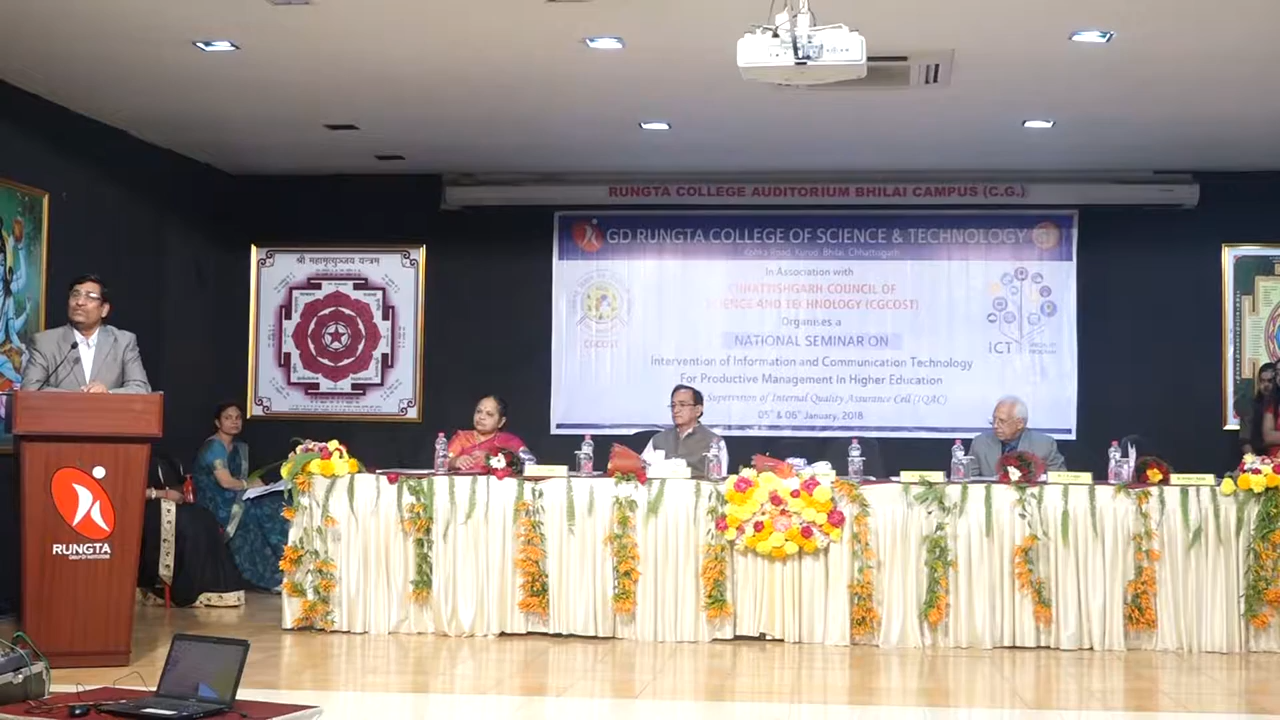 RUNGTA COLLEGE AUDITORIUM BHILAI CAMPUS (C.G.)
GD RUNGTA COLLEGE OF SCIENCE & TECHNOLOGY
Kohka Road, Kurud, Bhilai, Chhattisgarh
In Association with
CHHATTISHGARH COUNCIL OF
SCIENCE AND TECHNOLOGY (CGCOST)
Organises a
NATIONAL SEMINAR ON
Intervention of Information and Communication Technology
For Productive Management In Higher Education
Supervision of Internal Quality Assurance Cell (IQAC)
05th & 06th January, 2018
CGCOST
ICT
श्री महामृत्युञ्जय यन्त्रम्
RUNGTA
GROUP OF INSTITUTIONS